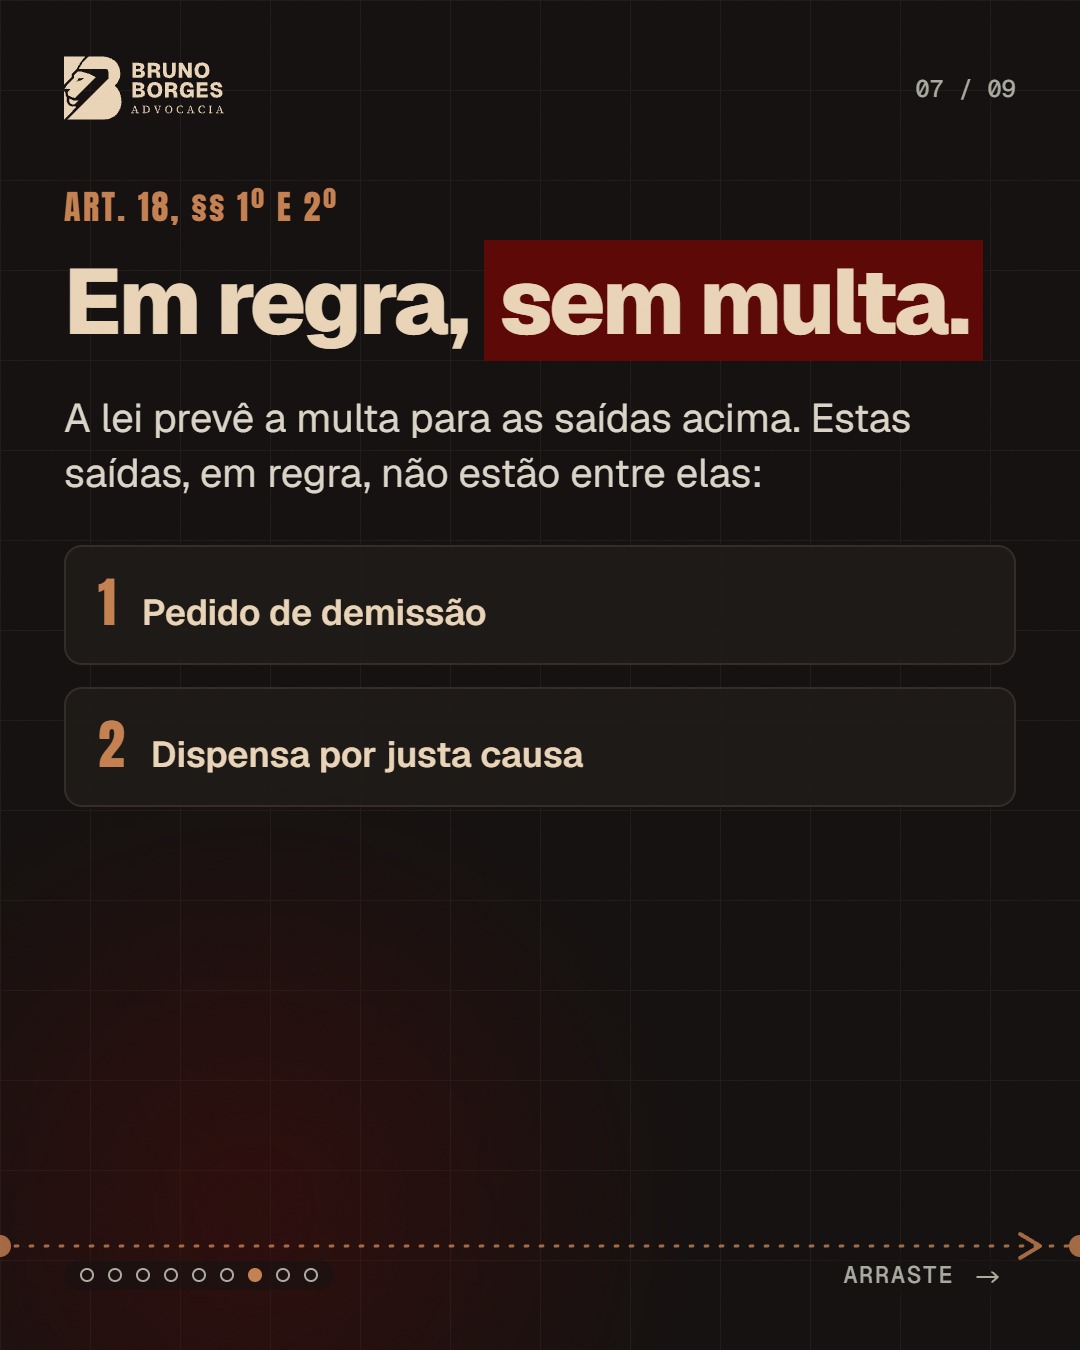 BRUNO
BORGES
ADVOCACIA
07 / 09
ART. 18, §§ 1º E 2º
Em regra, sem multa.
A lei prevê a multa para as saídas acima. Estas
saídas, em regra, não estão entre elas:
1 Pedido de demissão
2 Dispensa por justa causa
ARRASTE →